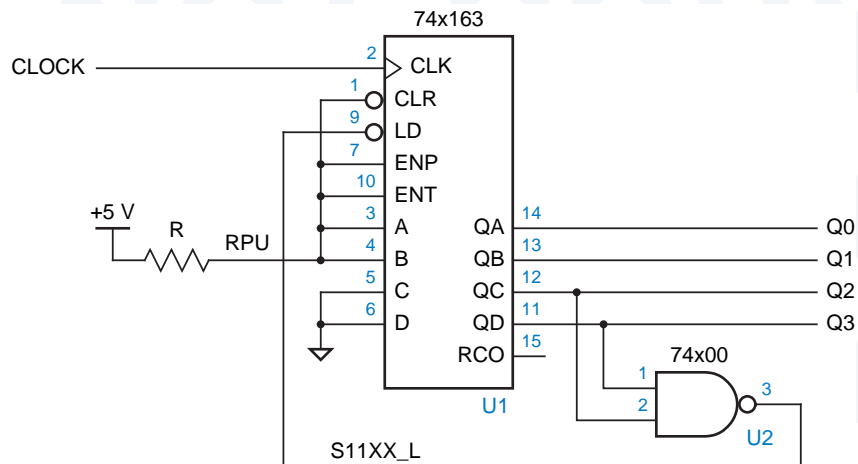 74x163
CLOCK
2
CLK
1
CLR
9
LD
7
ENP
10
ENT
3
A
QA
14
Q0
+5 V
R
RPU
4
B
QB
13
Q1
5
C
QC
12
Q2
6
D
QD
11
Q3
RCO
15
74x00
1
2
3
U1
U2
S11XX_L